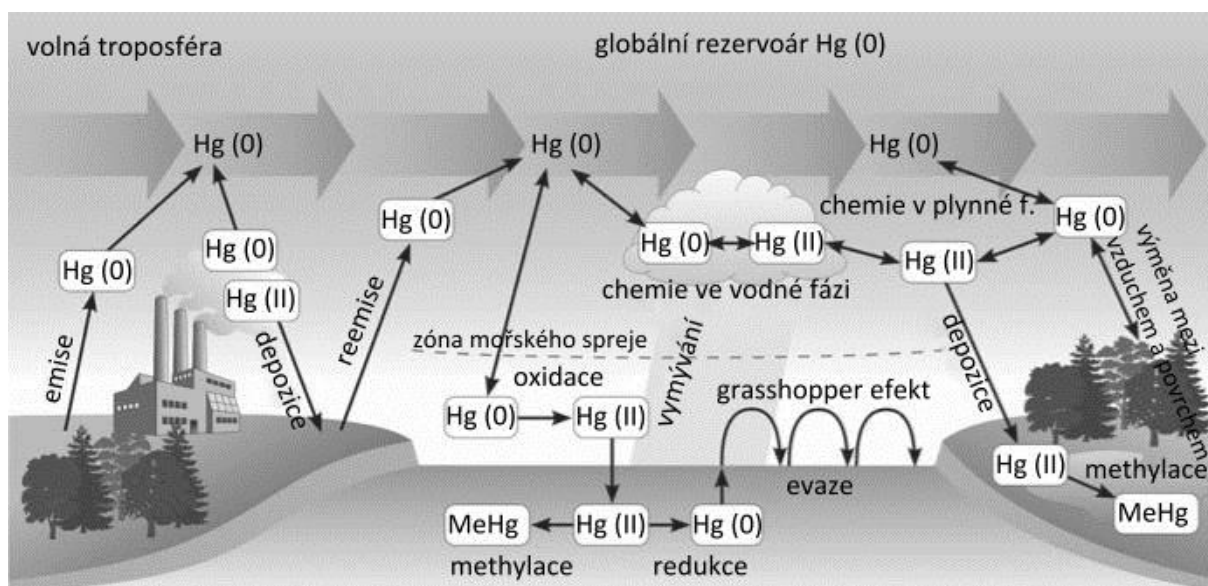 volná troposféra
globální rezervoár Hg (0)
Hg (0)
Hg (0)
Hg (0)
Hg (0)
Hg (0)
Hg (II)
emise
depozice
reemise
Hg (0)
Hg (0)
Hg (II)
chemie ve vodné fázi
chemie v plynné f.
Hg (0)
Hg (II)
výměna mezi
vzduchem a povrchem
zóna mořského spreje
oxidace
Hg (0)
Hg (II)
vymývání
grasshopper efekt
evaze
depozice
Hg (II)
methylace
MeHg
MeHg
Hg (II)
Hg (0)
methylace
redukce